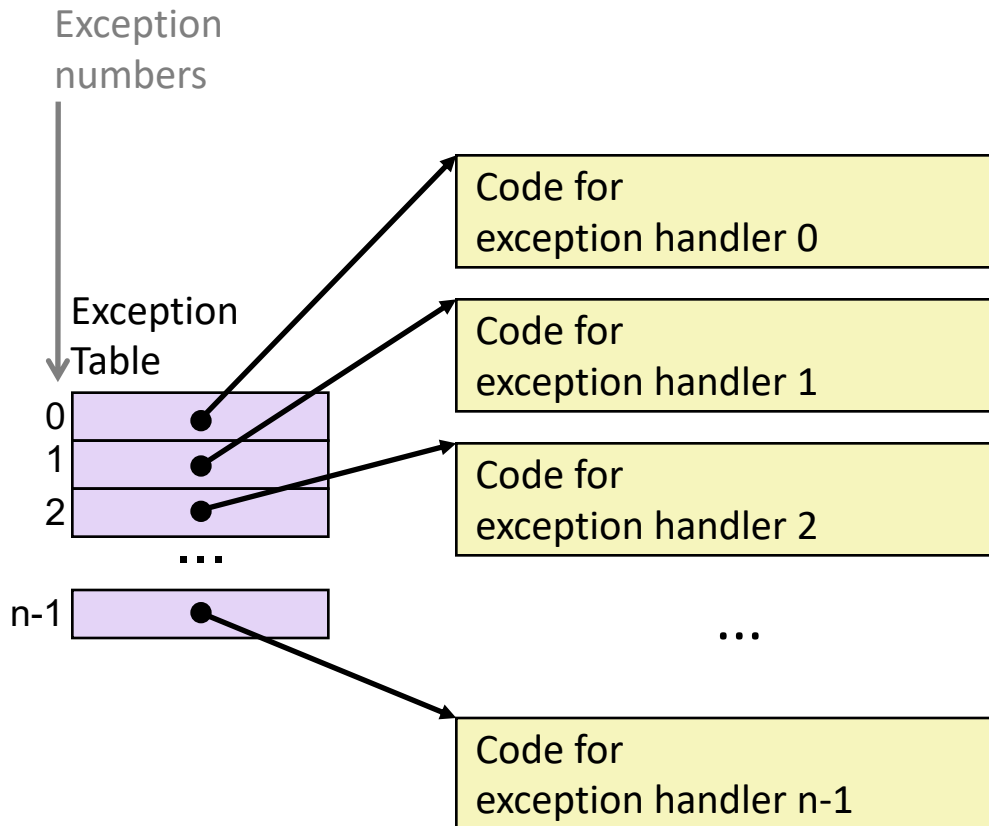 Exception
numbers
Code for
exception handler 0
Exception
Table
Code for
exception handler 1
0
1
2
Code for
exception handler 2
...
n-1
...
Code for
exception handler n-1